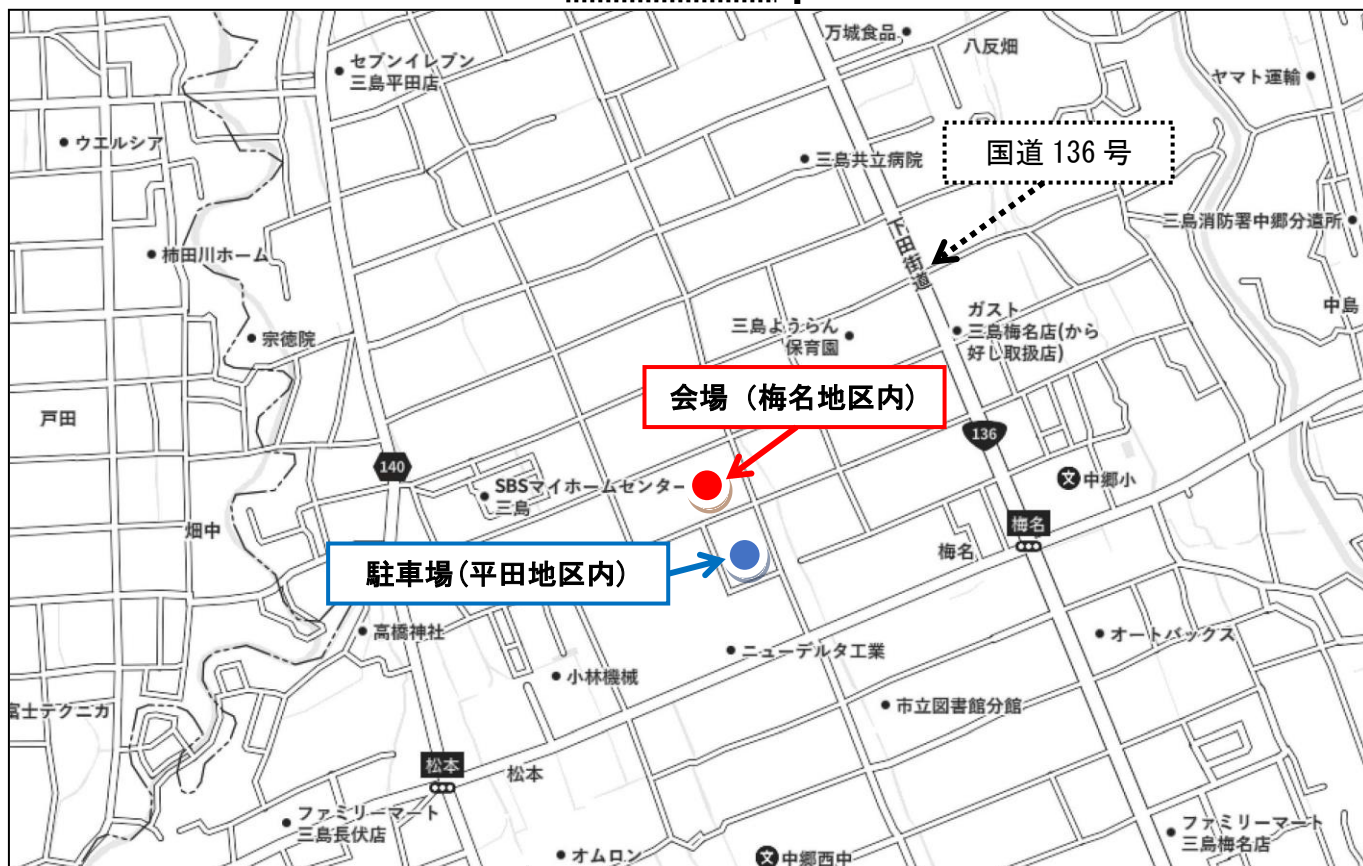 万城食品
八反畑
セブンイレブン
三島平田店
ヤマト運輸
ウエルシア
国道 136 号
三島共立病院
三島消防署中郷分遣所
下田街道
柿田川ホーム
中島
ガスト
三島梅名店(から
好し取扱店)
三島ようらん
保育園
宗徳院
会場（梅名地区内）
戸田
136
140
中郷小
文
SBSマイホームセンター
三島
畑中
梅名
梅名
駐車場(平田地区内)
高橋神社
オートバックス
ニューデルタ工業
小林機械
市立図書館分館
富士テクニカ
松本
松本
ファミリーマート
三島長伏店
ファミリーマート
三島梅名店
オムロン
文
中郷西中